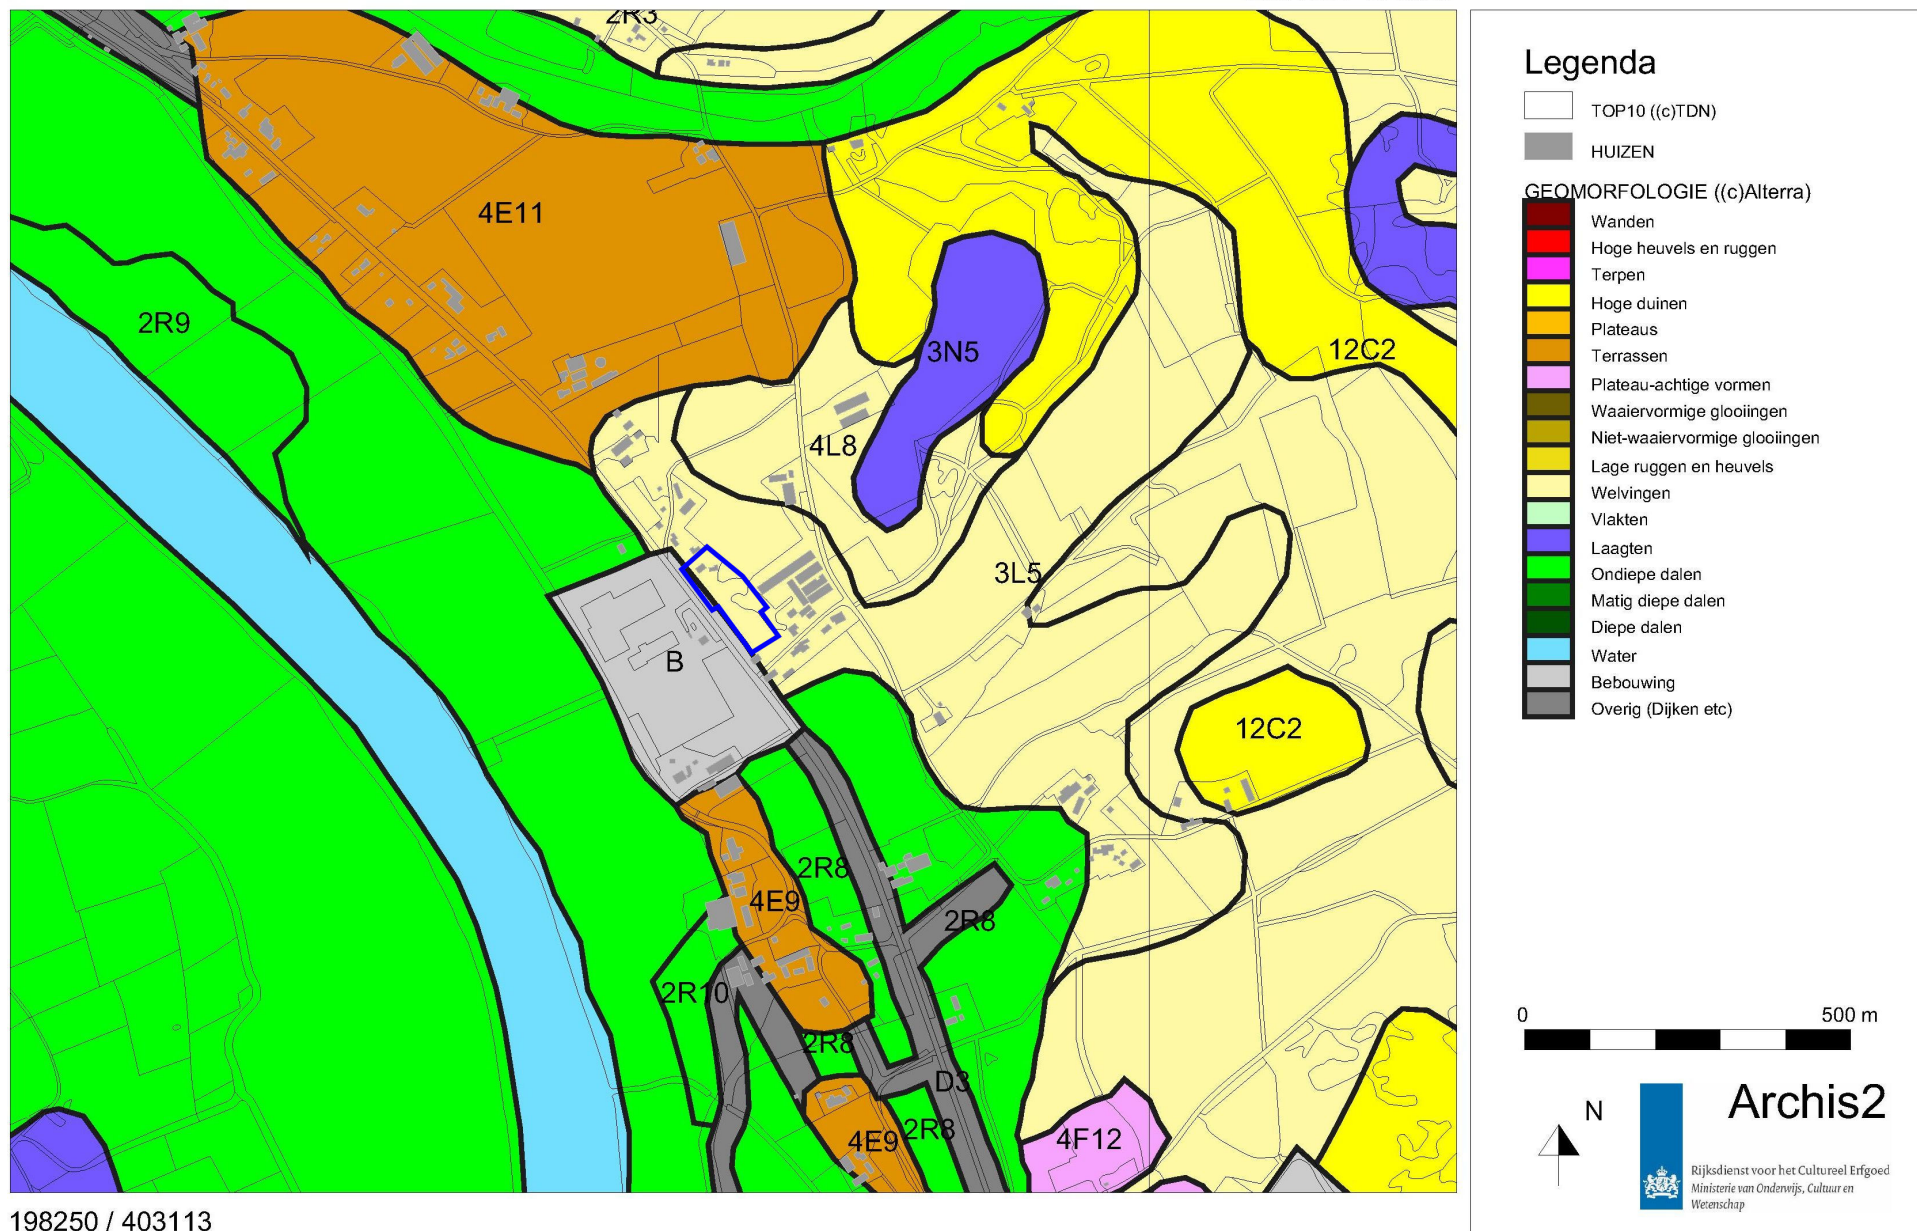 2R3
4E11
2R9
3N5
12C2
4L8
3L5
B
12C2
2R8
4E9
2R8
2R10
2R8
D3
4E9
2R8
4F12
198250 / 403113
Legenda
TOP10 ((c)TDN)
HUIZEN
GEOMORFOLOGIE ((c)Alterra)
Wanden
Hoge heuvels en ruggen
Terpen
Hoge duinen
Plateaus
Terrassen
Plateau-achtige vormen
Waaiervormige glooiingen
Niet-waaiervormige glooiingen
Lage ruggen en heuvels
Welvingen
Vlakten
Laagten
Ondiepe dalen
Matig diepe dalen
Diepe dalen
Water
Bebouwing
Overig (Dijken etc)
0 500 m
N
Archis2
Rijksdienst voor het Cultureel Erfgoed
Ministerie van Onderwijs, Cultuur en
Wetenschap